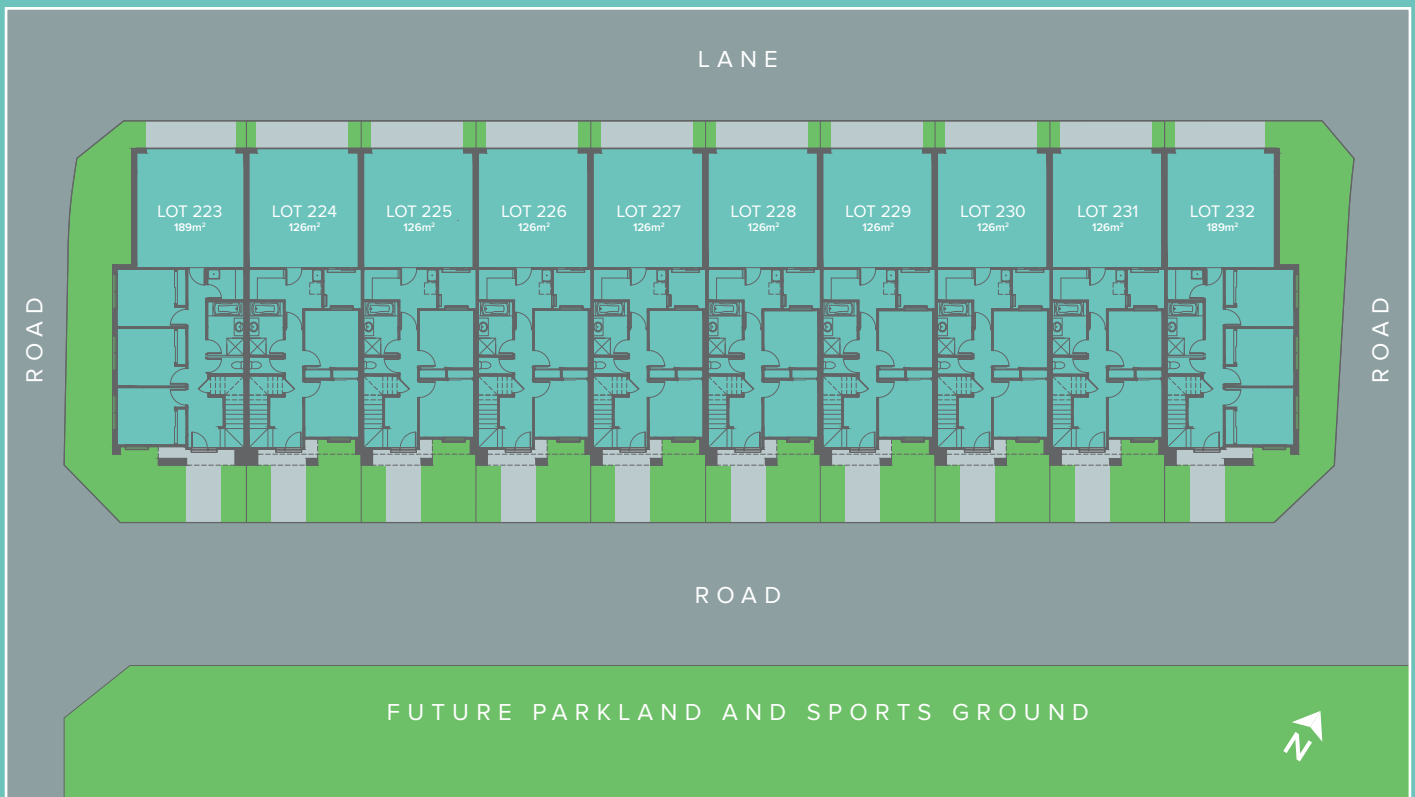 LANE
LOT 223
189m²
LOT 224
126m²
LOT 225
126m²
LOT 226
126m²
LOT 227
126m²
LOT 228
126m²
LOT 229
126m²
LOT 230
126m²
LOT 231
126m²
LOT 232
189m²
ROAD
ROAD
ROAD
FUTURE PARKLAND AND SPORTS GROUND
N